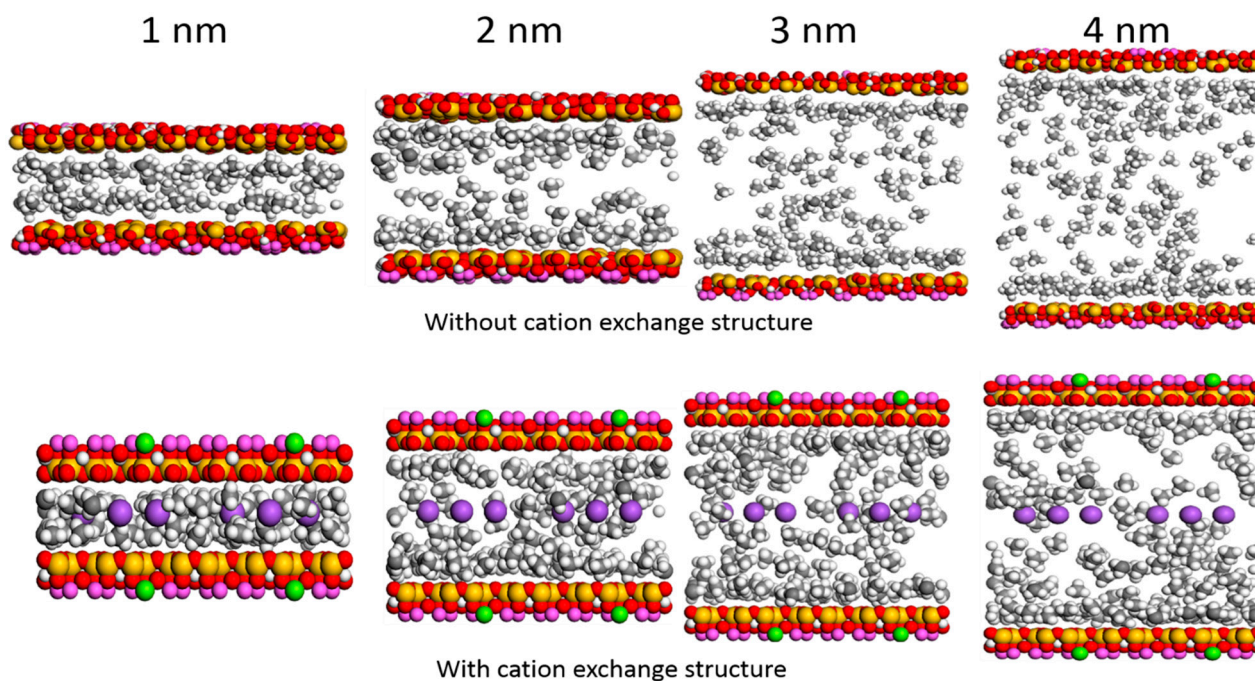 1 nm 2 nm 3 nm 4 nm
Without cation exchange structure
With cation exchange structure